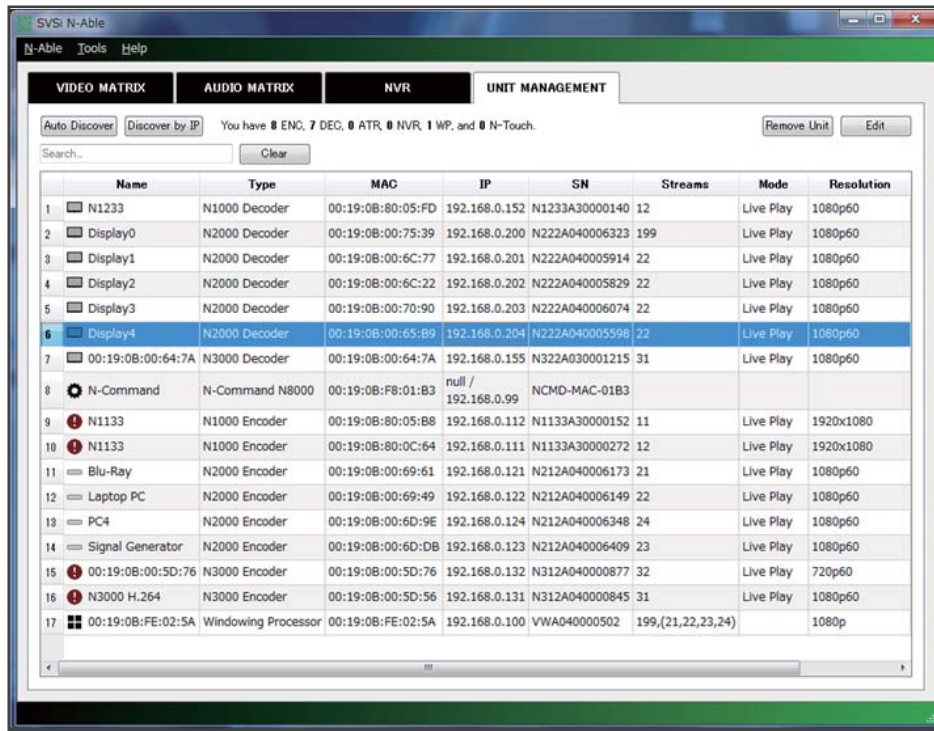 SVSi N-Able
N-Able Tools Help
VIDEO MATRIX AUDIO MATRIX NVR UNIT MANAGEMENT
Auto Discover Discover by IP You have 8 ENC, 7 DEC, 0 ATR, 0 NVR, 1 WP, and 0 N-Touch. Remove Unit Edit
Search... Clear
Name Type MAC IP SN Streams Mode Resolution
1 N1233 N1000 Decoder 00:19:0B:80:05:FD 192.168.0.152 N1233A30000140 12 Live Play 1080p60
2 Display0 N2000 Decoder 00:19:0B:00:75:39 192.168.0.200 N222A040006323 199 Live Play 1080p60
3 Display1 N2000 Decoder 00:19:0B:00:6C:77 192.168.0.201 N222A040005914 22 Live Play 1080p60
4 Display2 N2000 Decoder 00:19:0B:00:6C:22 192.168.0.202 N222A040005829 22 Live Play 1080p60
5 Display3 N2000 Decoder 00:19:0B:00:70:90 192.168.0.203 N222A040006074 22 Live Play 1080p60
6 Display4 N2000 Decoder 00:19:0B:00:65:B9 192.168.0.204 N222A040005598 22 Live Play 1080p60
7 00:19:0B:00:64:7A N3000 Decoder 00:19:0B:00:64:7A 192.168.0.155 N322A030001215 31 Live Play 1080p60
8 N-Command N-Command N8000 00:19:0B:F8:01:B3 null / 192.168.0.99 NCMD-MAC-01B3
9 N1133 N1000 Encoder 00:19:0B:80:05:B8 192.168.0.112 N1133A30000152 11 Live Play 1920x1080
10 N1133 N1000 Encoder 00:19:0B:80:0C:64 192.168.0.111 N1133A30000272 12 Live Play 1920x1080
11 Blu-Ray N2000 Encoder 00:19:0B:00:69:61 192.168.0.121 N212A040006173 21 Live Play 1080p60
12 Laptop PC N2000 Encoder 00:19:0B:00:69:49 192.168.0.122 N212A040006149 22 Live Play 1080p60
13 PC4 N2000 Encoder 00:19:0B:00:6D:9E 192.168.0.124 N212A040006348 24 Live Play 1080p60
14 Signal Generator N2000 Encoder 00:19:0B:00:6D:DB 192.168.0.123 N212A040006409 23 Live Play 1080p60
15 00:19:0B:00:5D:76 N3000 Encoder 00:19:0B:00:5D:76 192.168.0.132 N312A040000877 32 Live Play 720p60
16 N3000 H.264 N3000 Encoder 00:19:0B:00:5D:56 192.168.0.131 N312A040000845 31 Live Play 1080p60
17 00:19:0B:FE:02:5A Windowing Processor 00:19:0B:FE:02:5A 192.168.0.100 VWA040000502 199,(21,22,23,24) 1080p